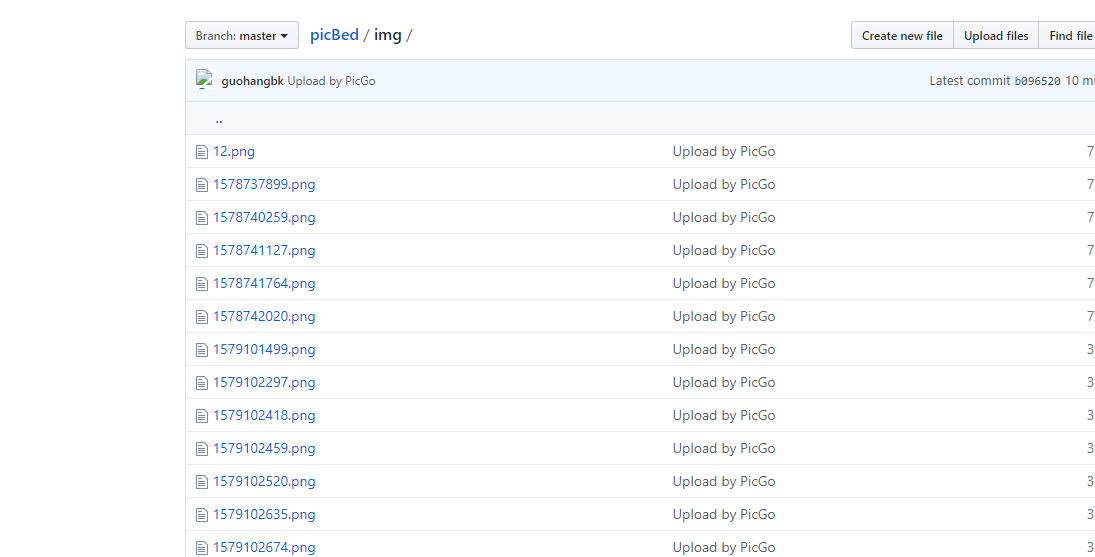 Branch: master picBed / img / Create new file Upload files Find file
guohangbk Upload by PicGo Latest commit b096520 10 mi
..
12.png Upload by PicGo 7
1578737899.png Upload by PicGo 7
1578740259.png Upload by PicGo 7
1578741127.png Upload by PicGo 7
1578741764.png Upload by PicGo 7
1578742020.png Upload by PicGo 7
1579101499.png Upload by PicGo 3
1579102297.png Upload by PicGo 3
1579102418.png Upload by PicGo 3
1579102459.png Upload by PicGo 3
1579102520.png Upload by PicGo 3
1579102635.png Upload by PicGo 3
1579102674.png Upload by PicGo 3